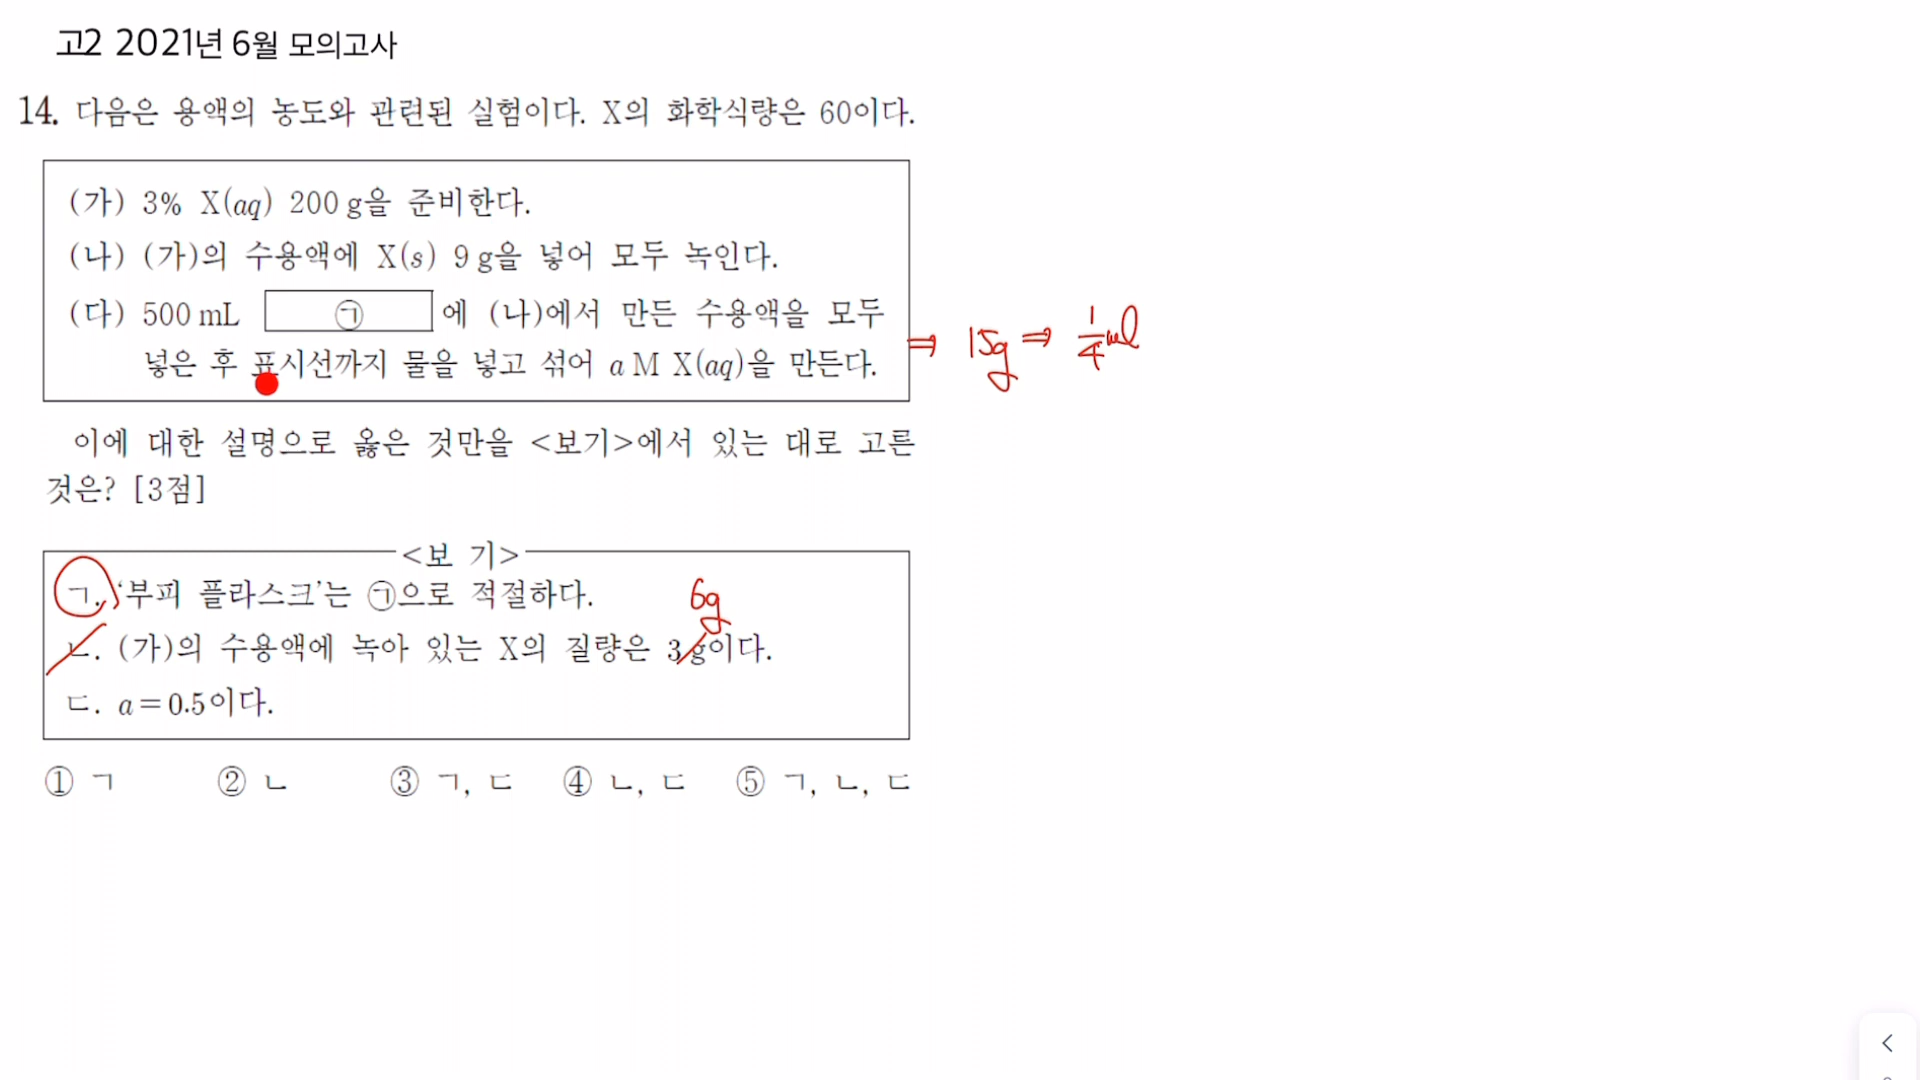 고2 2021년 6월 모의고사
14. 다음은 용액의 농도와 관련된 실험이다. X의 화학식량은 60이다.
(가) 3% X(aq) 200 g을 준비한다.
(나) (가)의 수용액에 X(s) 9 g을 넣어 모두 녹인다.
(다) 500 mL ㉠ 에 (나)에서 만든 수용액을 모두
넣은 후 표시선까지 물을 넣고 섞어 a M X(aq)을 만든다.
⇒ 15g ⇒ 1/4 ml
이에 대한 설명으로 옳은 것만을 <보기>에서 있는 대로 고른
것은? [3점]
<보 기>
ㄱ. '부피 플라스크'는 ㉠으로 적절하다.
6g
ㄴ. (가)의 수용액에 녹아 있는 X의 질량은 3 g이다.
ㄷ. a = 0.5이다.
① ㄱ ② ㄴ ③ ㄱ, ㄷ ④ ㄴ, ㄷ ⑤ ㄱ, ㄴ, ㄷ